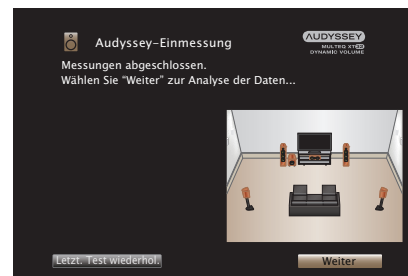 Audyssey-Einmessung
AUDYSSEY
MULTEQ XT32
DYNAMIC VOLUME
Messungen abgeschlossen.
Wählen Sie “Weiter” zur Analyse der Daten...
Letzt. Test wiederhol.
Weiter